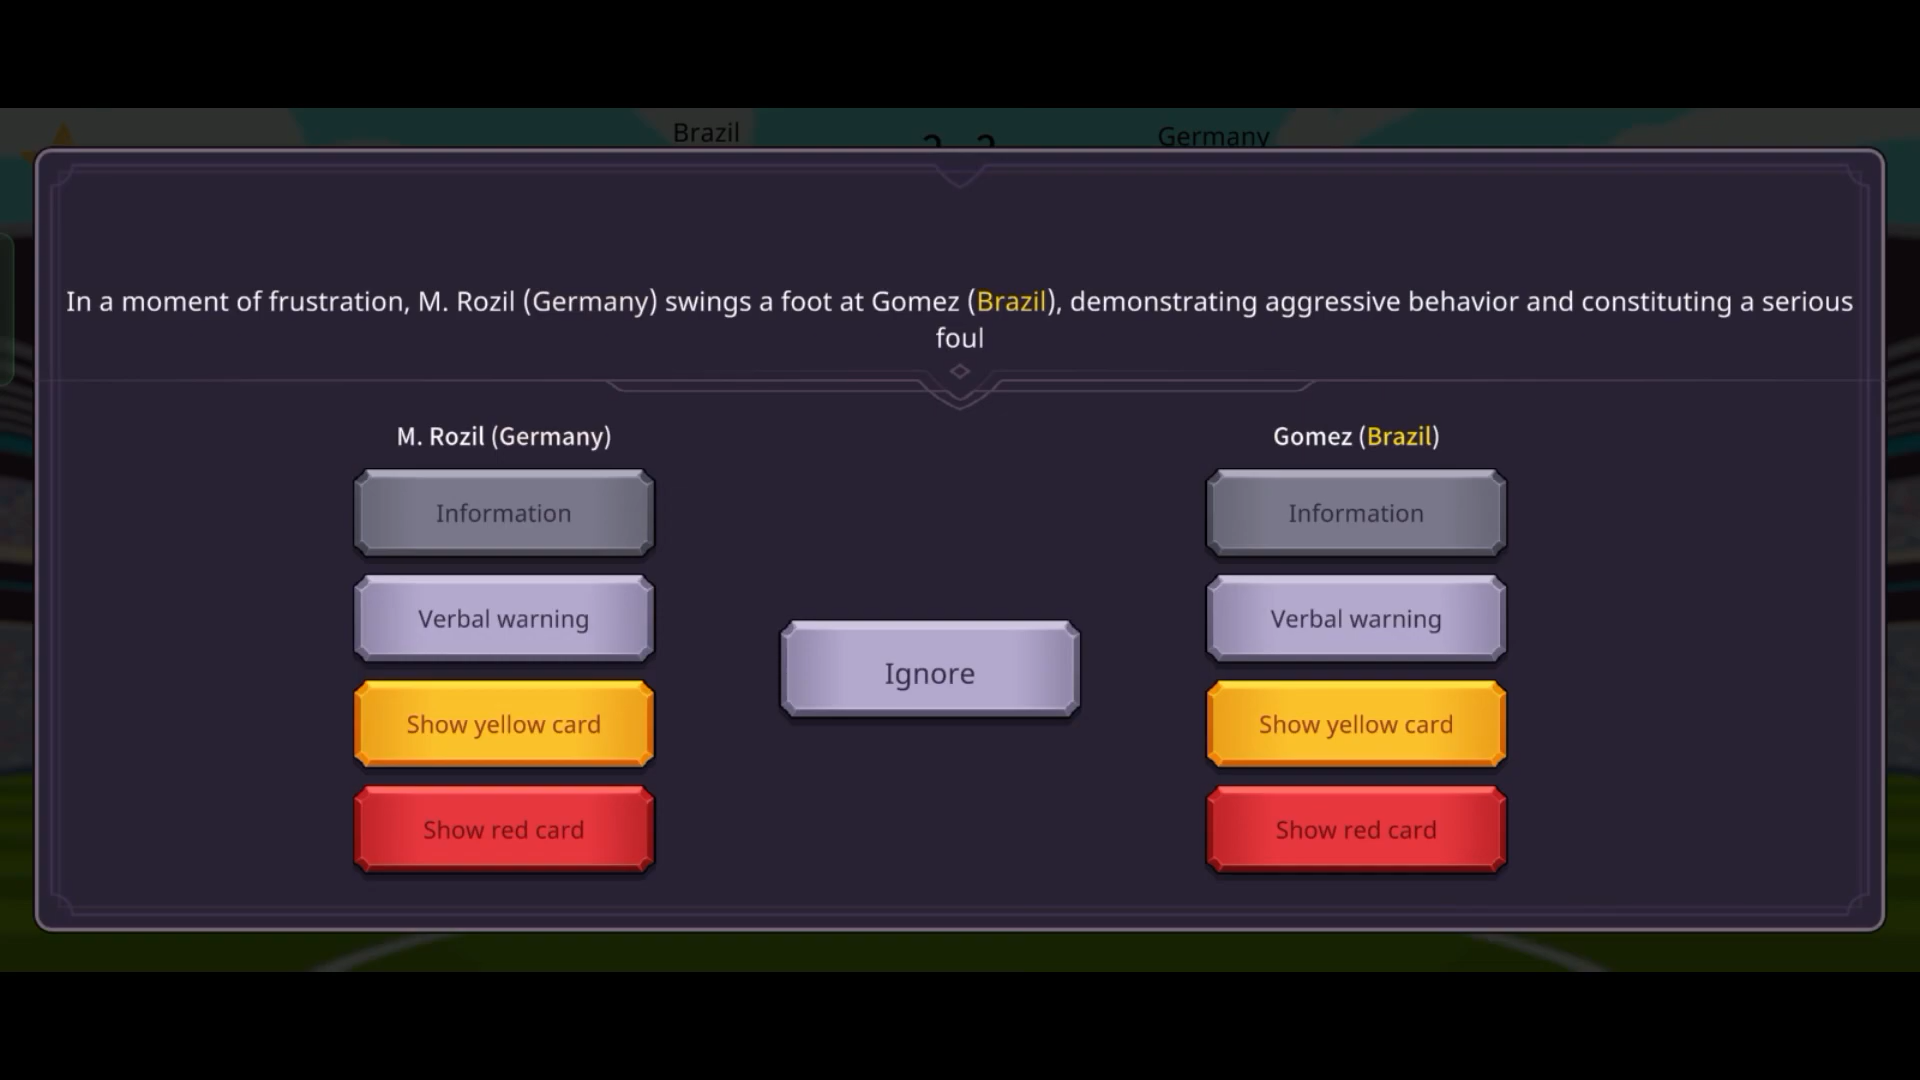 Brazil
Germany
In a moment of frustration, M. Rozil (Germany) swings a foot at Gomez (Brazil), demonstrating aggressive behavior and constituting a serious
foul
M. Rozil (Germany)
Gomez (Brazil)
Information
Information
Verbal warning
Verbal warning
Ignore
Show yellow card
Show yellow card
Show red card
Show red card